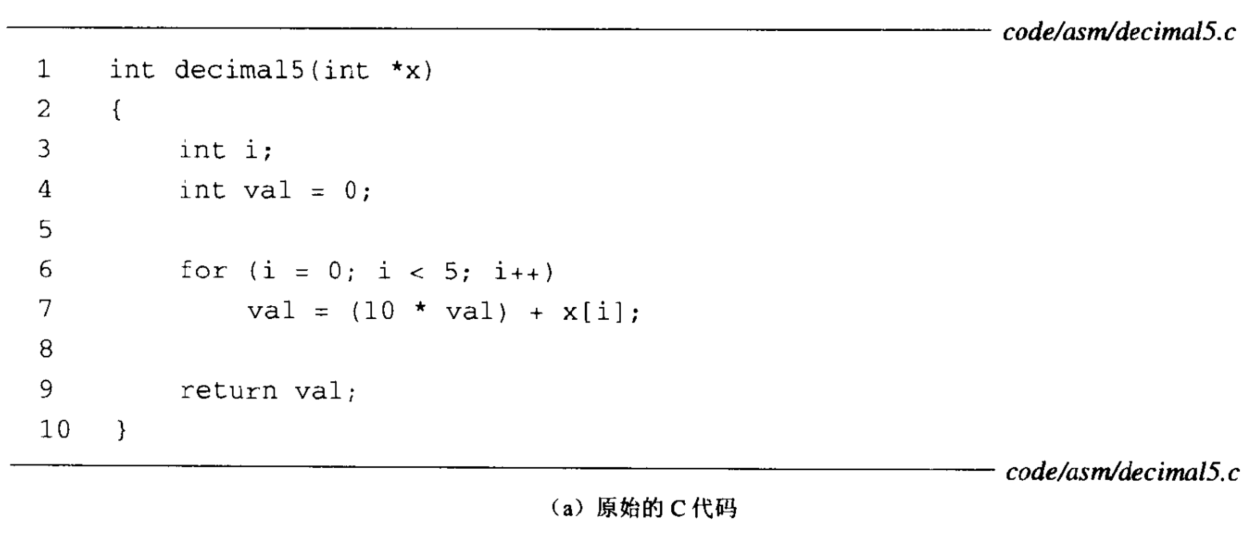 code/asm/decimal5.c
1 int decimal5(int *x)
2 {
3 int i;
4 int val = 0;
5
6 for (i = 0; i < 5; i++)
7 val = (10 * val) + x[i];
8
9 return val;
10 }
code/asm/decimal5.c
（a）原始的 C 代码